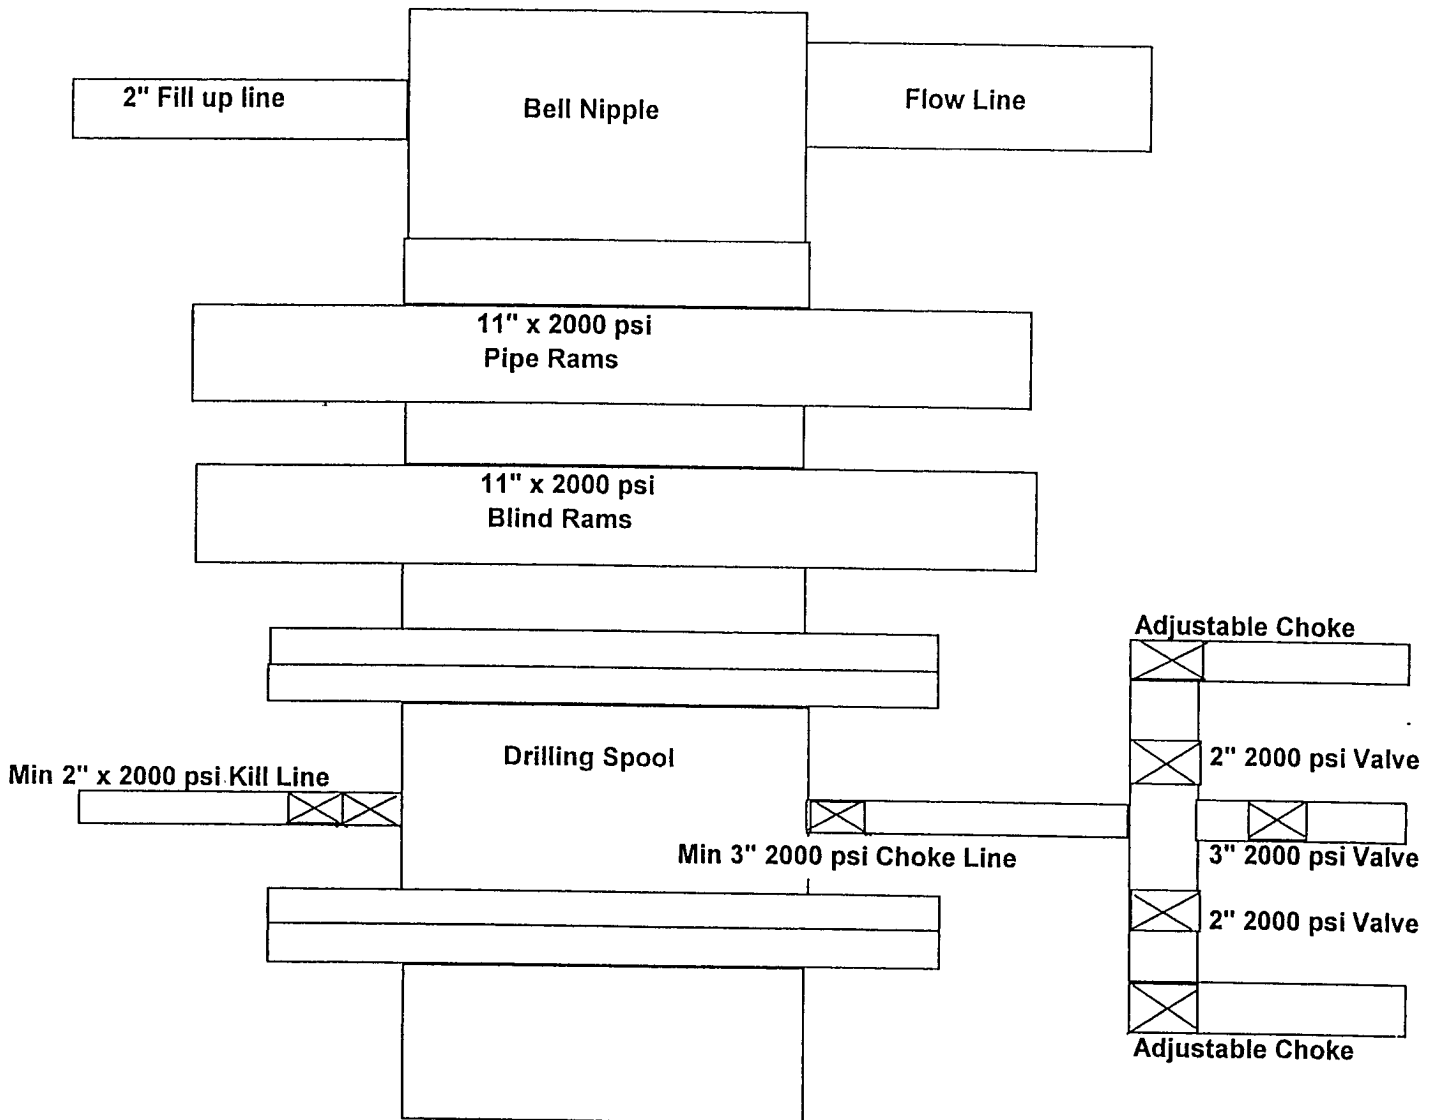 2" Fill up line
Bell Nipple
Flow Line
11" x 2000 psi
Pipe Rams
11" x 2000 psi
Blind Rams
Adjustable Choke
Drilling Spool
2" 2000 psi Valve
Min 2" x 2000 psi Kill Line
Min 3" 2000 psi Choke Line
3" 2000 psi Valve
2" 2000 psi Valve
Adjustable Choke